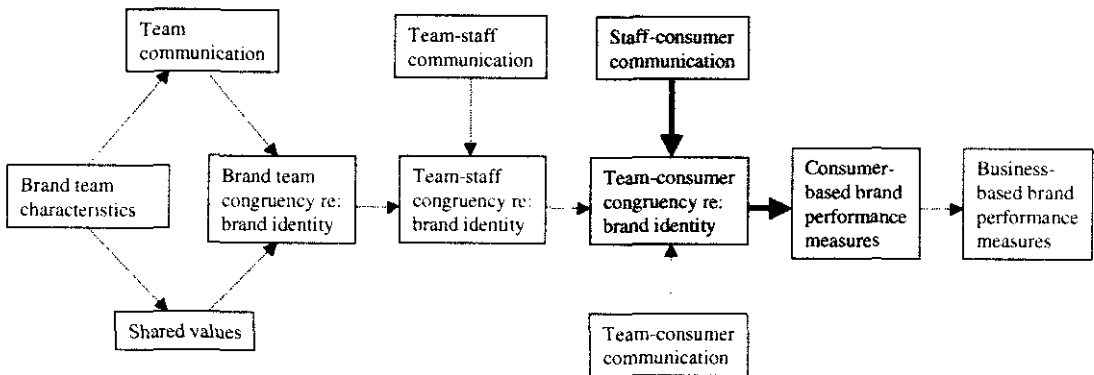 Team
communication
Team-staff
communication
Staff-consumer
communication
Brand team
characteristics
Brand team
congruency re:
brand identity
Team-staff
congruency re:
brand identity
Team-consumer
congruency re:
brand identity
Consumer-
based brand
performance
measures
Business-
based brand
performance
measures
Shared values
Team-consumer
communication